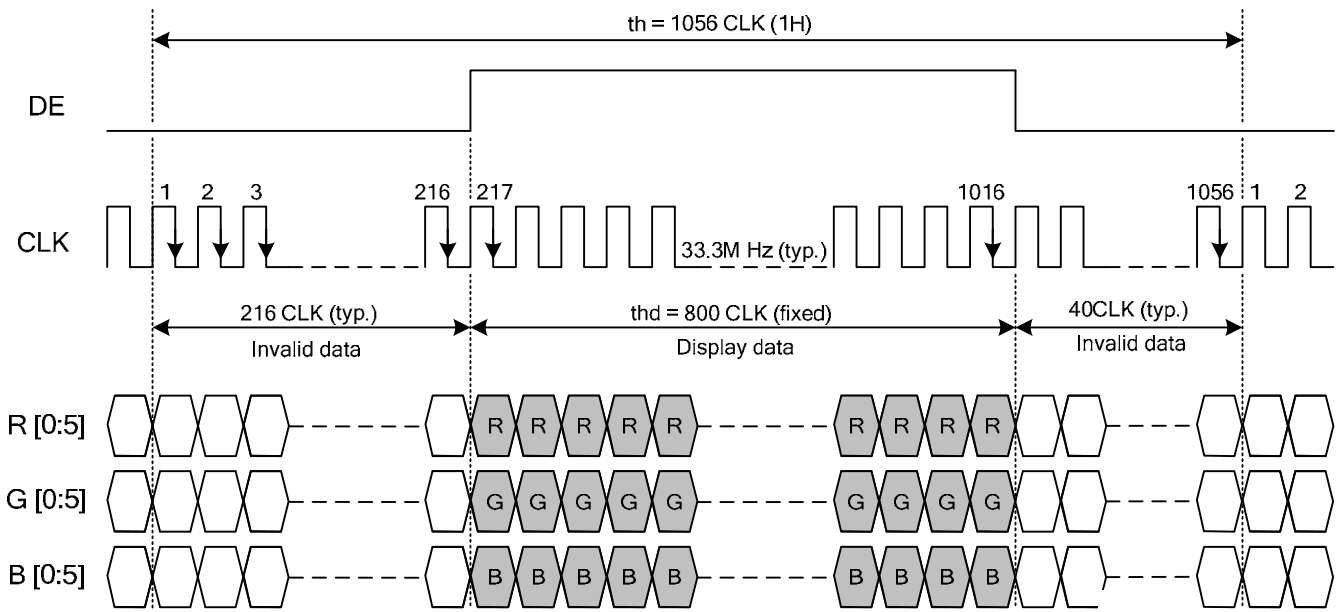 th = 1056 CLK (1H)
DE
1 2 3 216 217 1016 1056 1 2
CLK
33.3M Hz (typ.)
216 CLK (typ.) thd = 800 CLK (fixed) 40CLK (typ.)
Invalid data Display data Invalid data
R [0:5] R R R R R R R R R
G [0:5] G G G G G G G G G
B [0:5] B B B B B B B B B